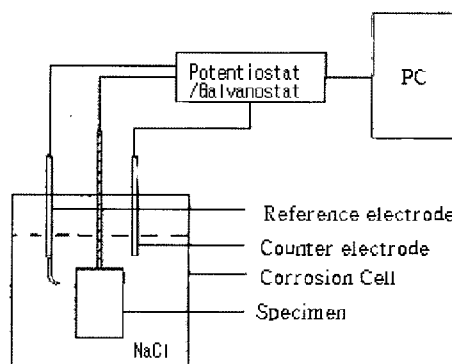 Potentiostat
/Galvanostat
PC
Reference electrode
Counter electrode
Corrosion Cell
Specimen
NaCl